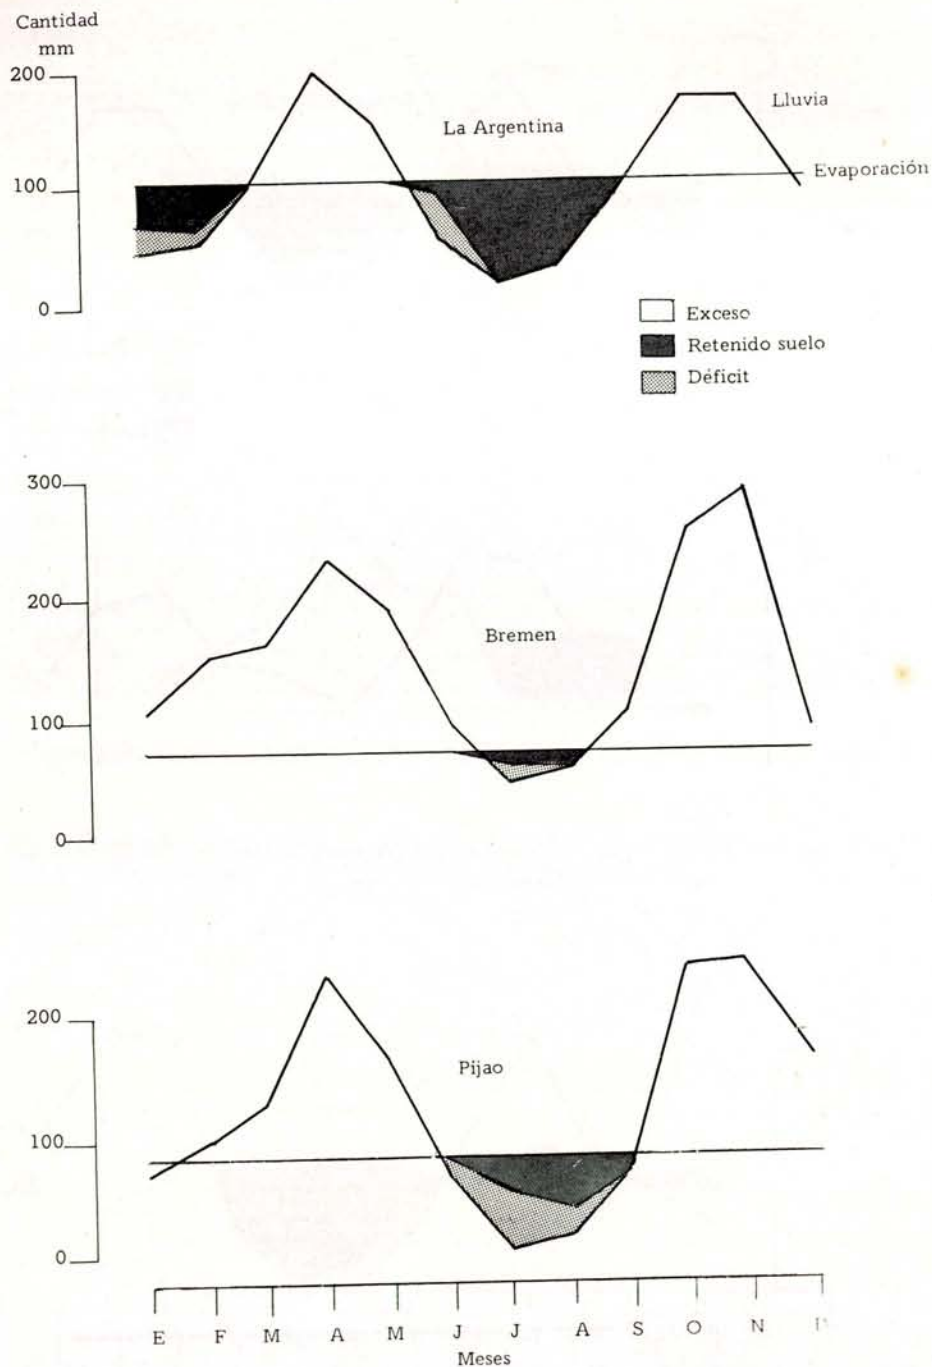 Cantidad
mm
200
100
0
La Argentina
Lluvia
Evaporación
Exceso
Retenido suelo
Déficit
300
200
100
0
Bremen
200
100
0
Pijao
E F M A M J J A S O N
Meses